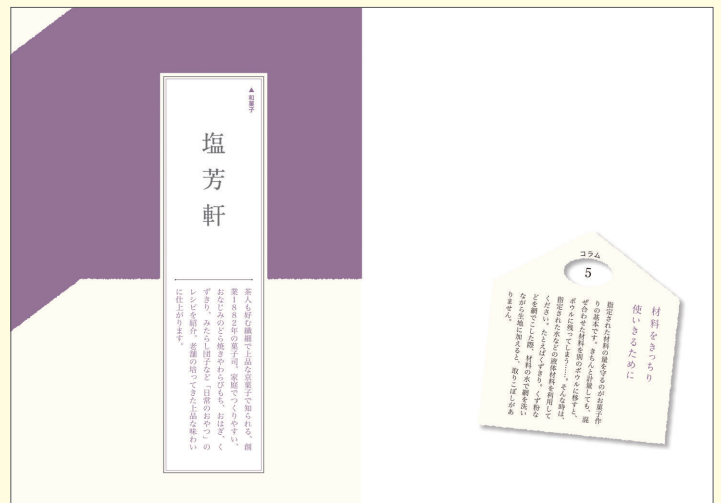 ▲和菓子
塩芳軒
茶人も好む繊細で上品な京菓子で知られる、創
業1882年の菓子司。家庭でつくりやすい、
おなじみのどら焼きやわらびもち、おはぎ、く
ずきり、みたらし団子など「日常のおやつ」の
レシピを紹介。老舗の培ってきた上品な味わい
に仕上がります。
コラム
5
材料をきっちり
使いきるために
指定された材料の量を守るのがお菓子作
りの基本です。きちんと計量しても、混
ぜ合わせた材料を別のボウルに移すと、
ボウルに残ってしまう……。そんな時は、
指定された水などの液体材料を利用して
ください。たとえばくずきり。くず粉な
どを網でこした際、材料の水で網を洗い
ながら生地に加えると、取りこぼしがあ
りません。